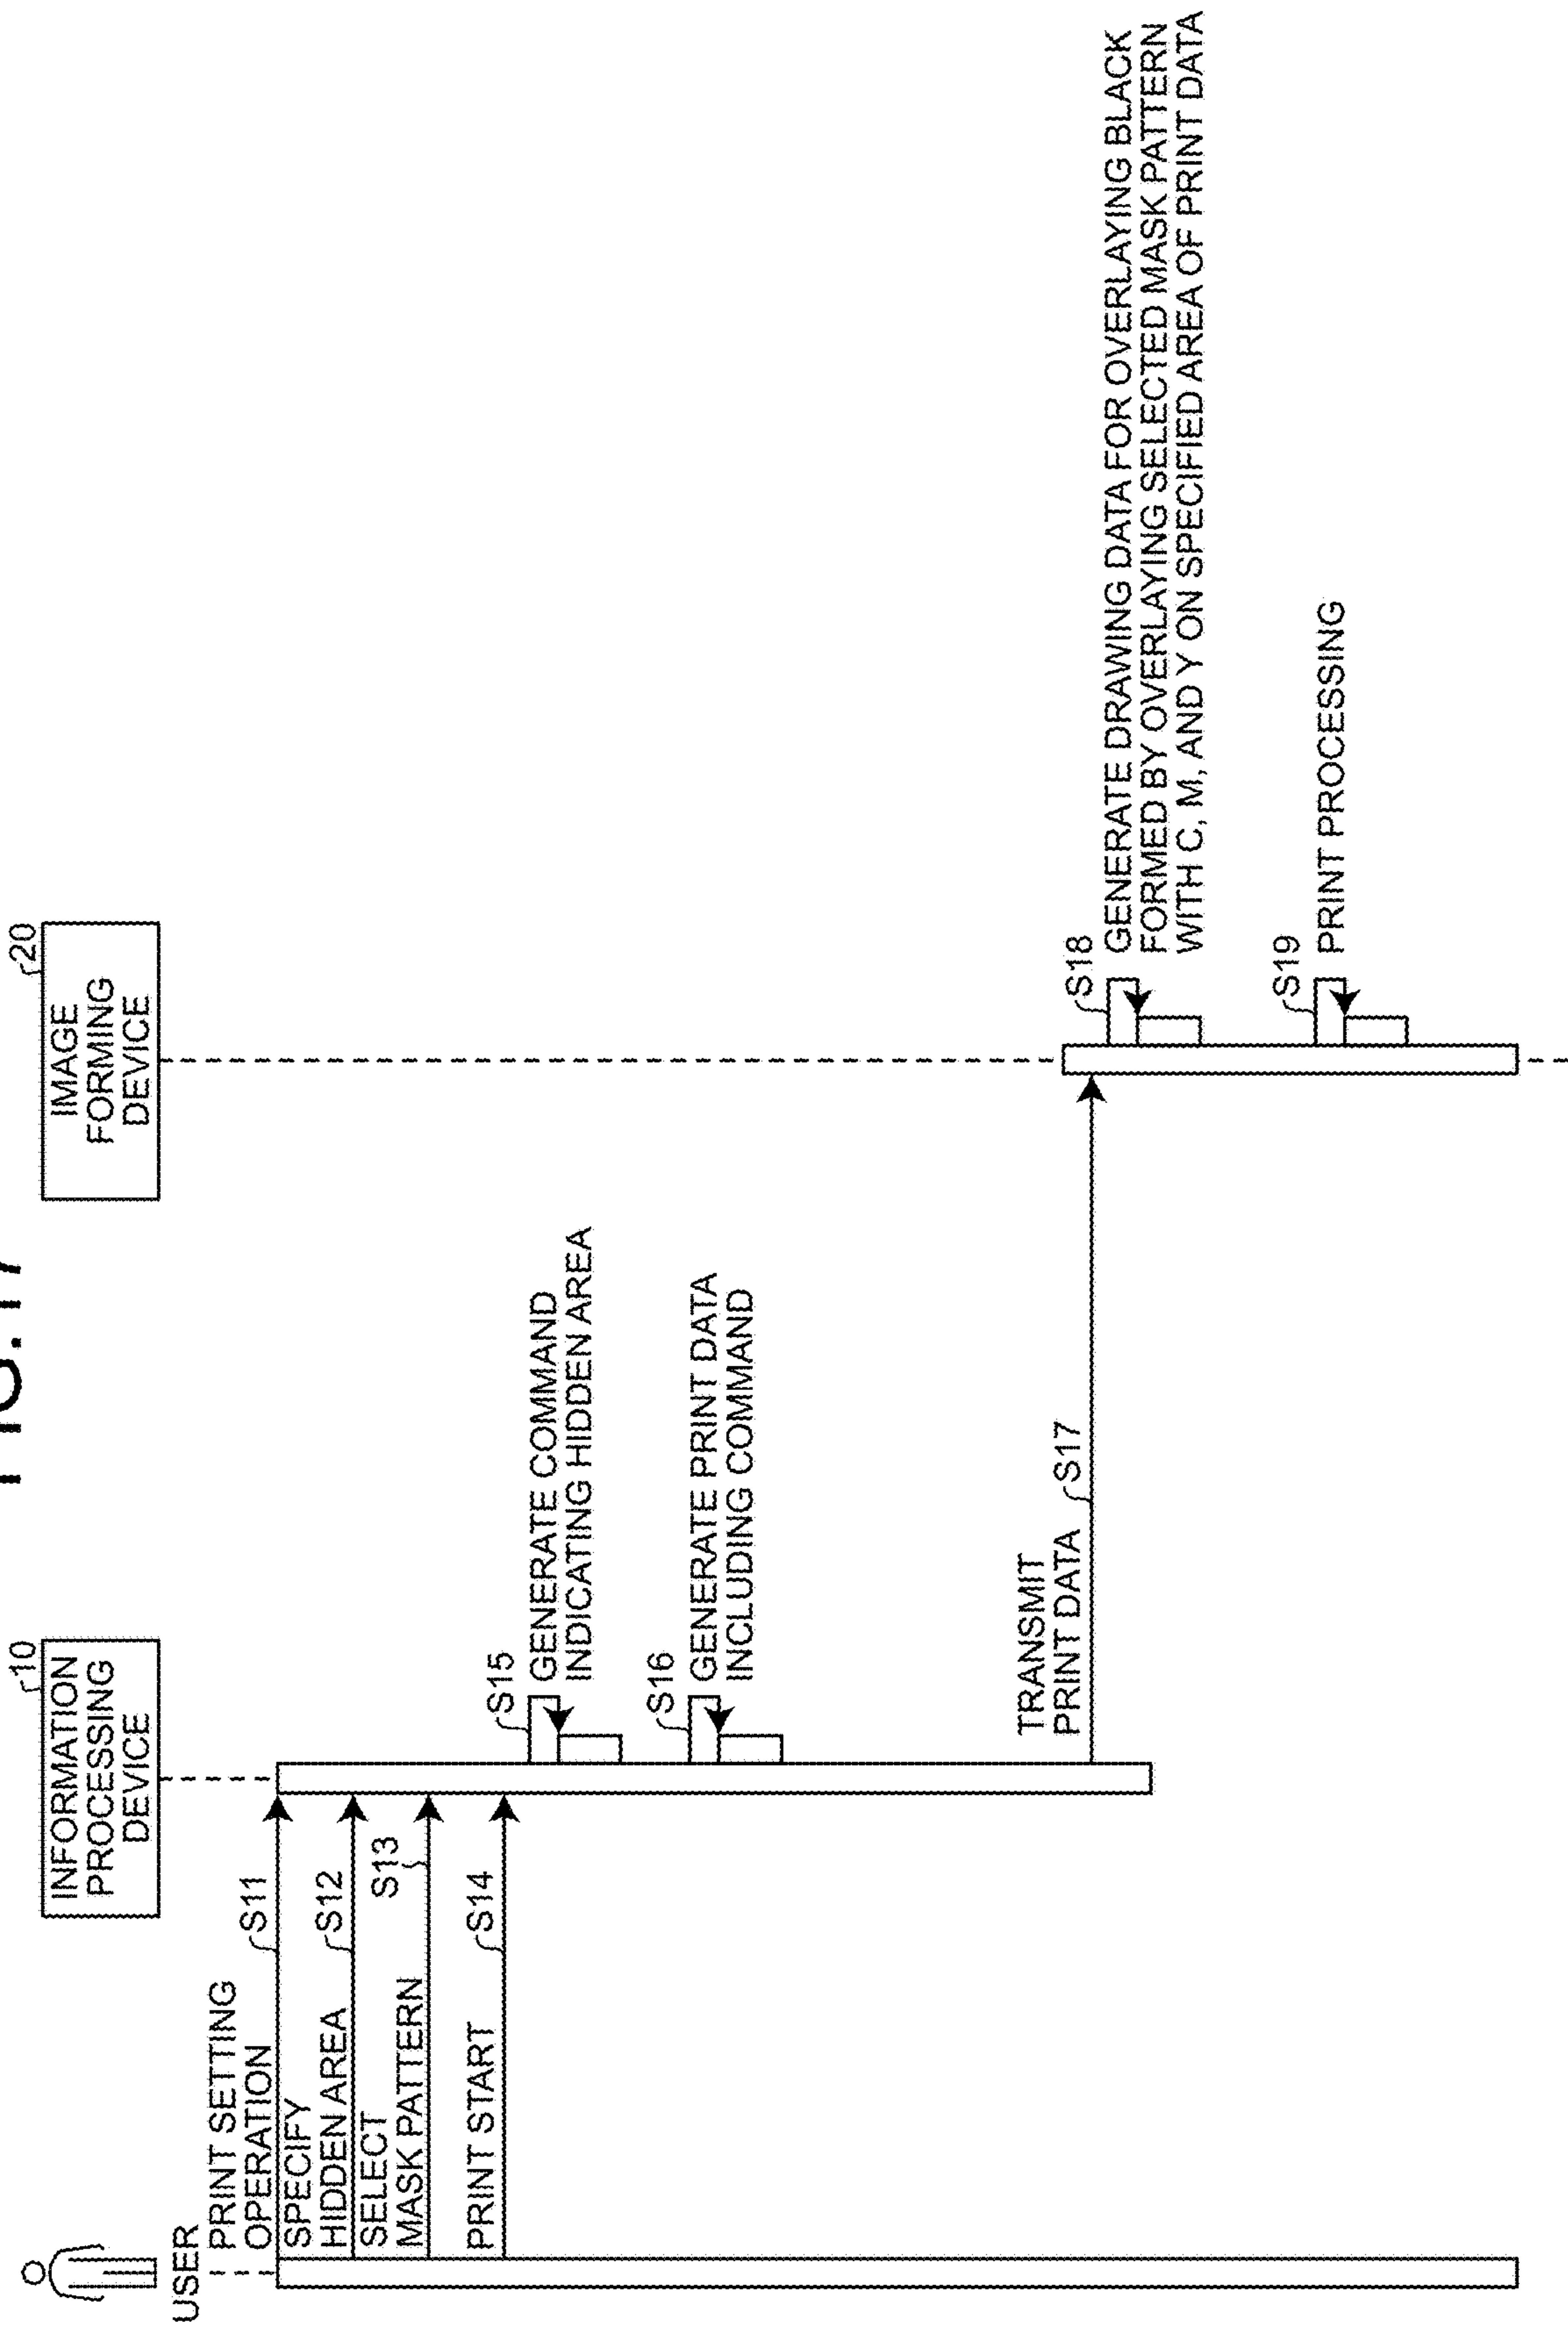 FIG.17
USER
INFORMATION
PROCESSING
DEVICE
10
IMAGE
FORMING
DEVICE
20
PRINT SETTING
OPERATION
S11
SPECIFY
HIDDEN AREA
S12
SELECT
MASK PATTERN
S13
PRINT START
S14
S15
GENERATE COMMAND
INDICATING HIDDEN AREA
S16
GENERATE PRINT DATA
INCLUDING COMMAND
TRANSMIT
PRINT DATA
S17
S18
GENERATE DRAWING DATA FOR OVERLAYING BLACK
FORMED BY OVERLAYING SELECTED MASK PATTERN
WITH C, M, AND Y ON SPECIFIED AREA OF PRINT DATA
S19
PRINT PROCESSING